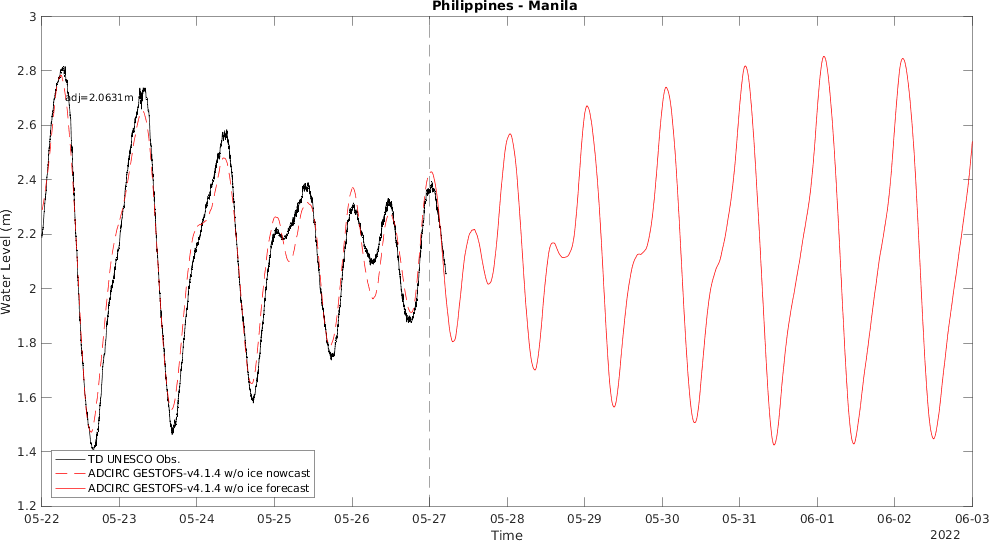 Philippines - Manila
3
2.8
2.6
2.4
2.2
2
1.8
1.6
1.4
1.2
Water Level (m)
adj=2.0631m
TD UNESCO Obs.
ADCIRC GESTOFS-v4.1.4 w/o ice nowcast
ADCIRC GESTOFS-v4.1.4 w/o ice forecast
05-22 05-23 05-24 05-25 05-26 05-27 05-28 05-29 05-30 05-31 06-01 06-02 06-03
Time
2022